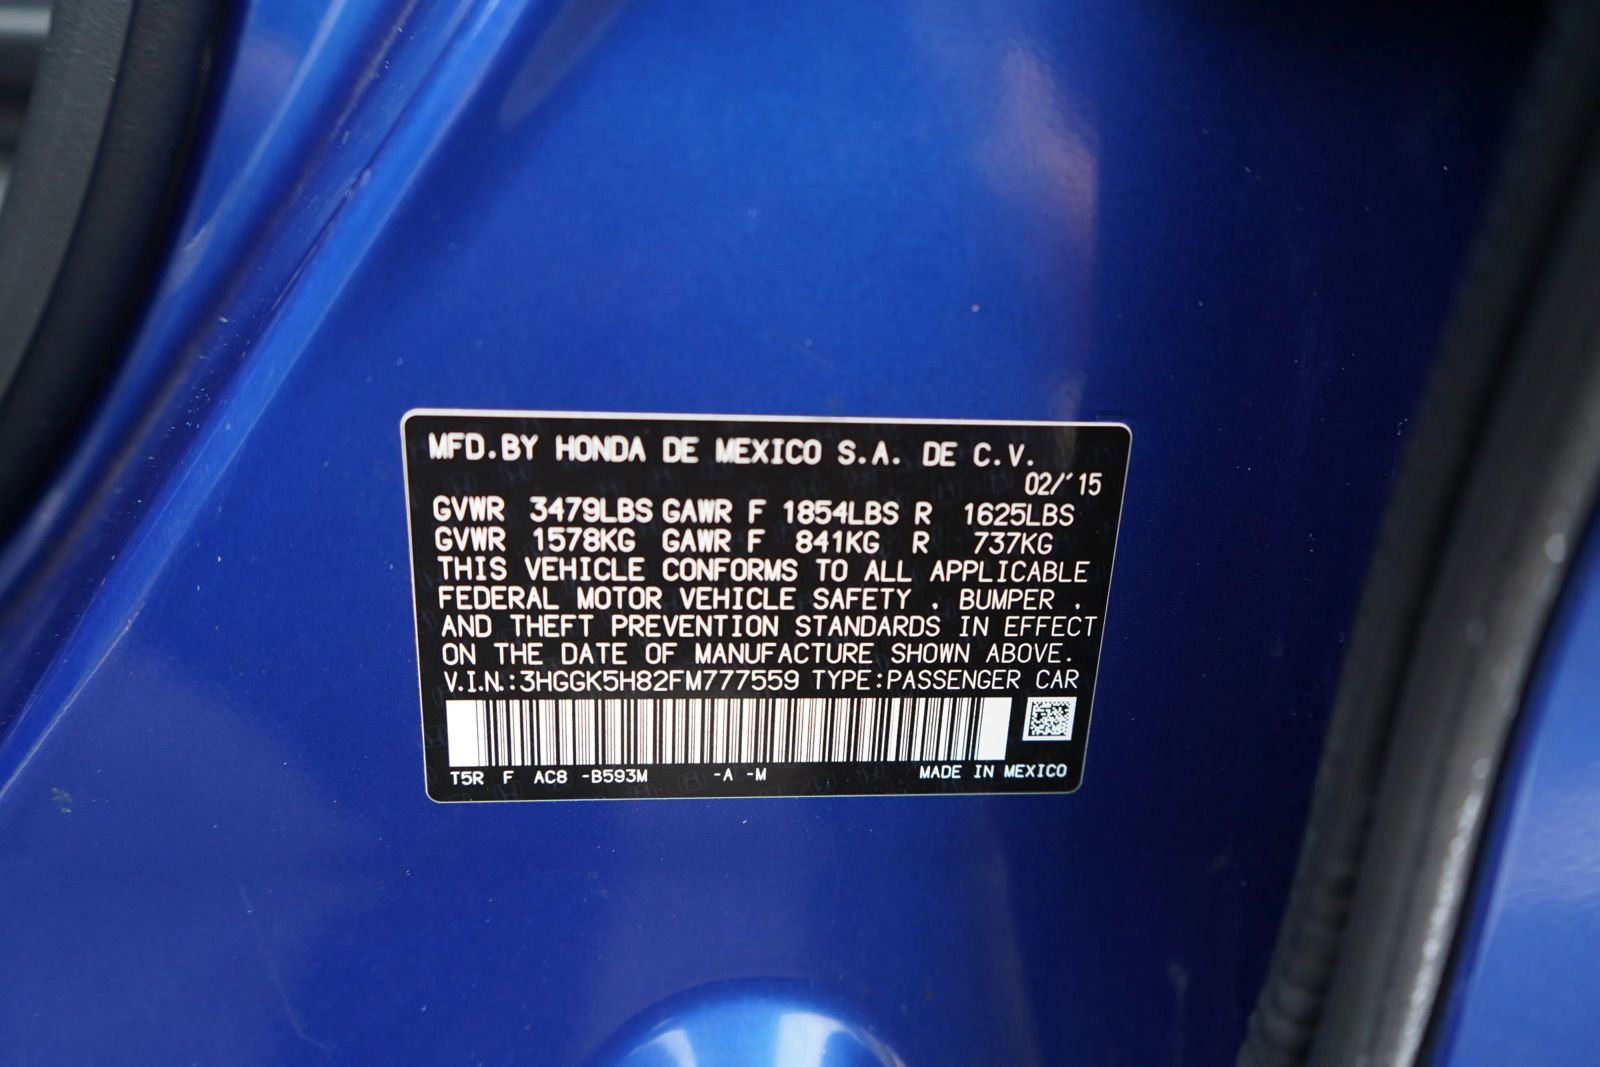 MFD.BY HONDA DE MEXICO S.A. DE C.V.
02/'15
GVWR 3479LBS GAWR F 1854LBS R 1625LBS
GVWR 1578KG GAWR F 841KG R 737KG
THIS VEHICLE CONFORMS TO ALL APPLICABLE
FEDERAL MOTOR VEHICLE SAFETY , BUMPER ,
AND THEFT PREVENTION STANDARDS IN EFFECT
ON THE DATE OF MANUFACTURE SHOWN ABOVE.
V.I.N.:3HGGK5H82FM777559 TYPE:PASSENGER CAR
T5R F AC8 -B593M -A -M MADE IN MEXICO